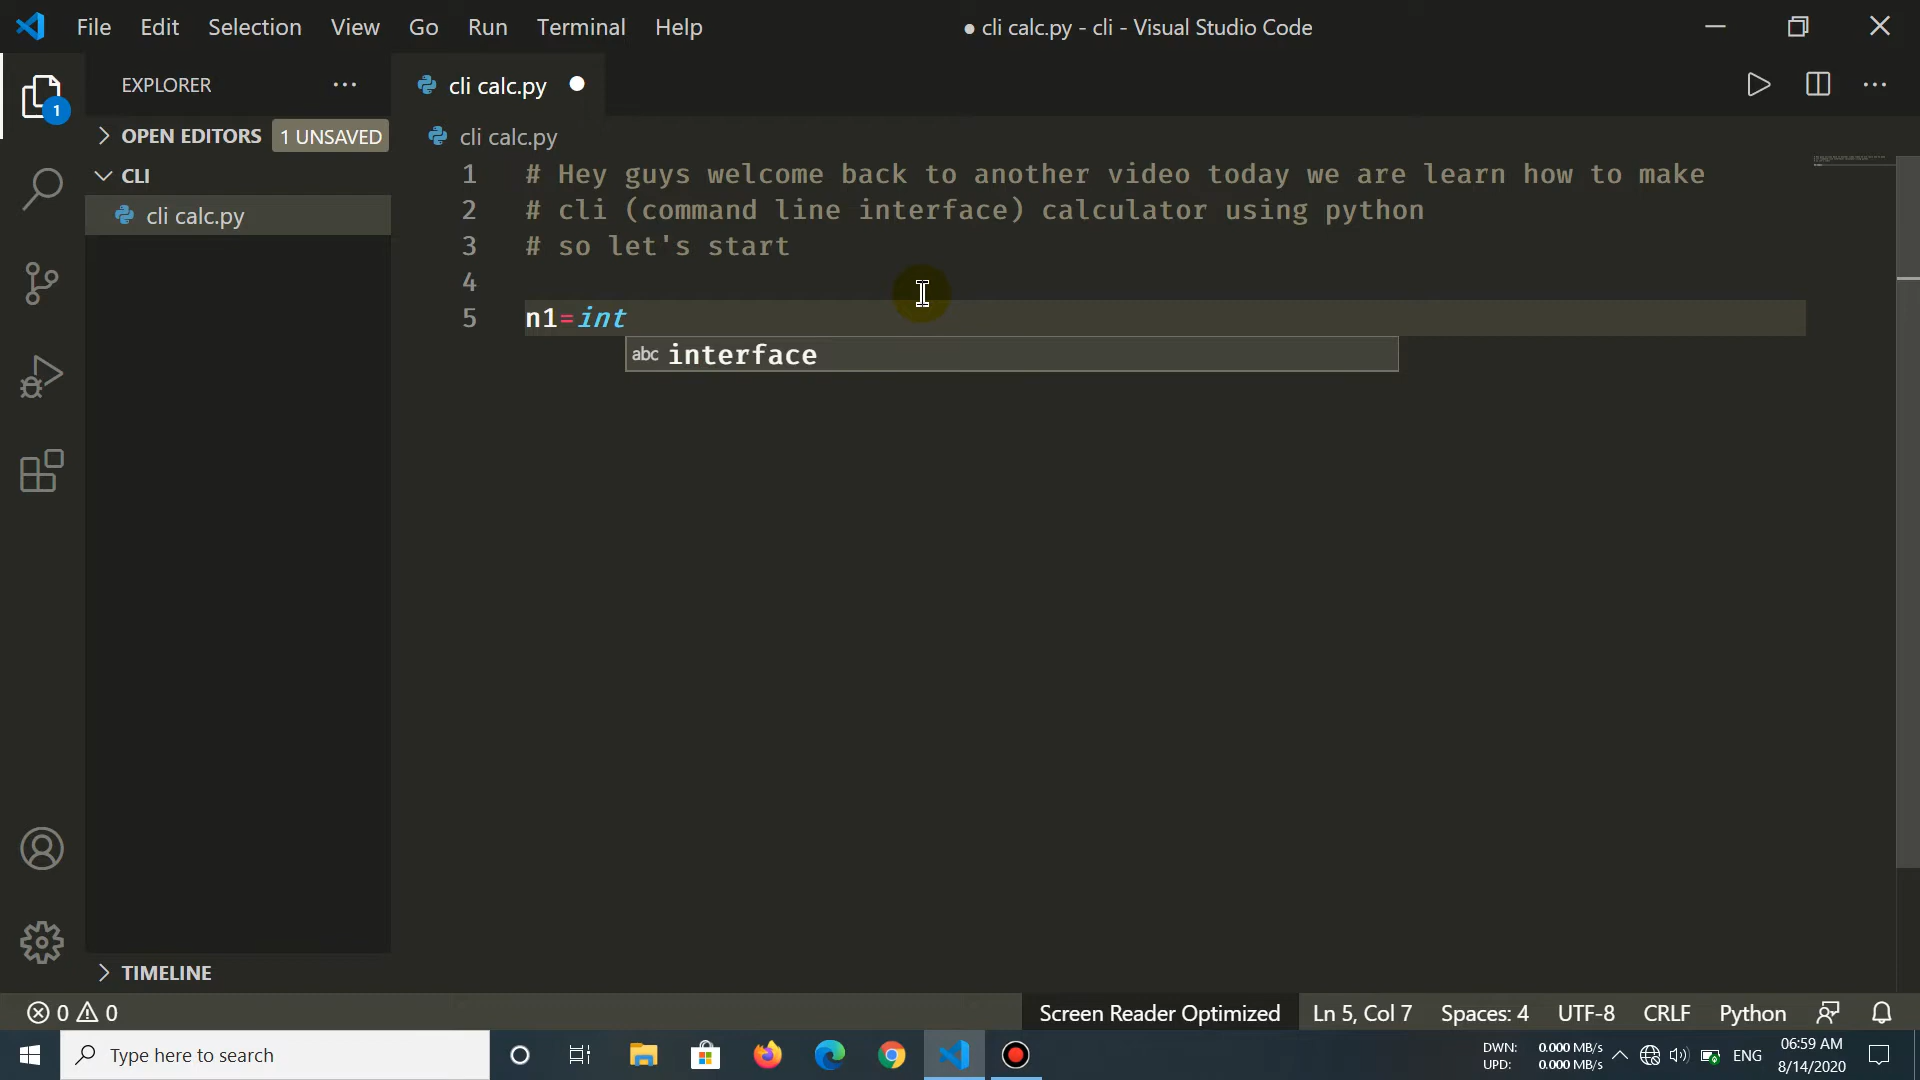 File Edit Selection View Go Run Terminal Help
● cli calc.py - cli - Visual Studio Code
EXPLORER
cli calc.py
1
OPEN EDITORS 1 UNSAVED
cli calc.py
CLI
cli calc.py
1 # Hey guys welcome back to another video today we are learn how to make
2 # cli (command line interface) calculator using python
3 # so let's start
4
5 n1=int
abc interface
TIMELINE
0 0
Screen Reader Optimized Ln 5, Col 7 Spaces: 4 UTF-8 CRLF Python
Type here to search
DWN: 0.000 MB/s
UPD: 0.000 MB/s
ENG
06:59 AM
8/14/2020